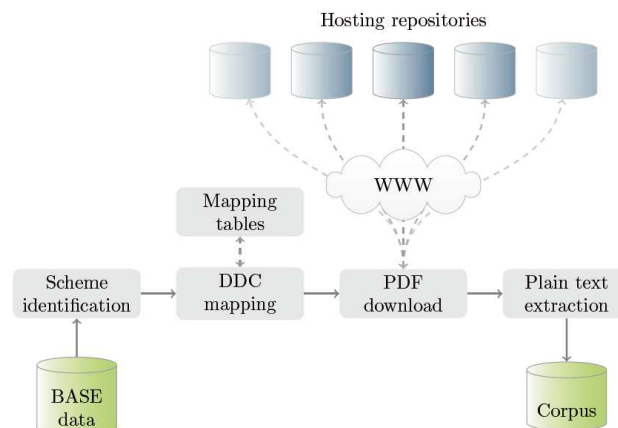 Hosting repositories
WWW
Mapping
tables
Scheme
identification
DDC
mapping
PDF
download
Plain text
extraction
BASE
data
Corpus